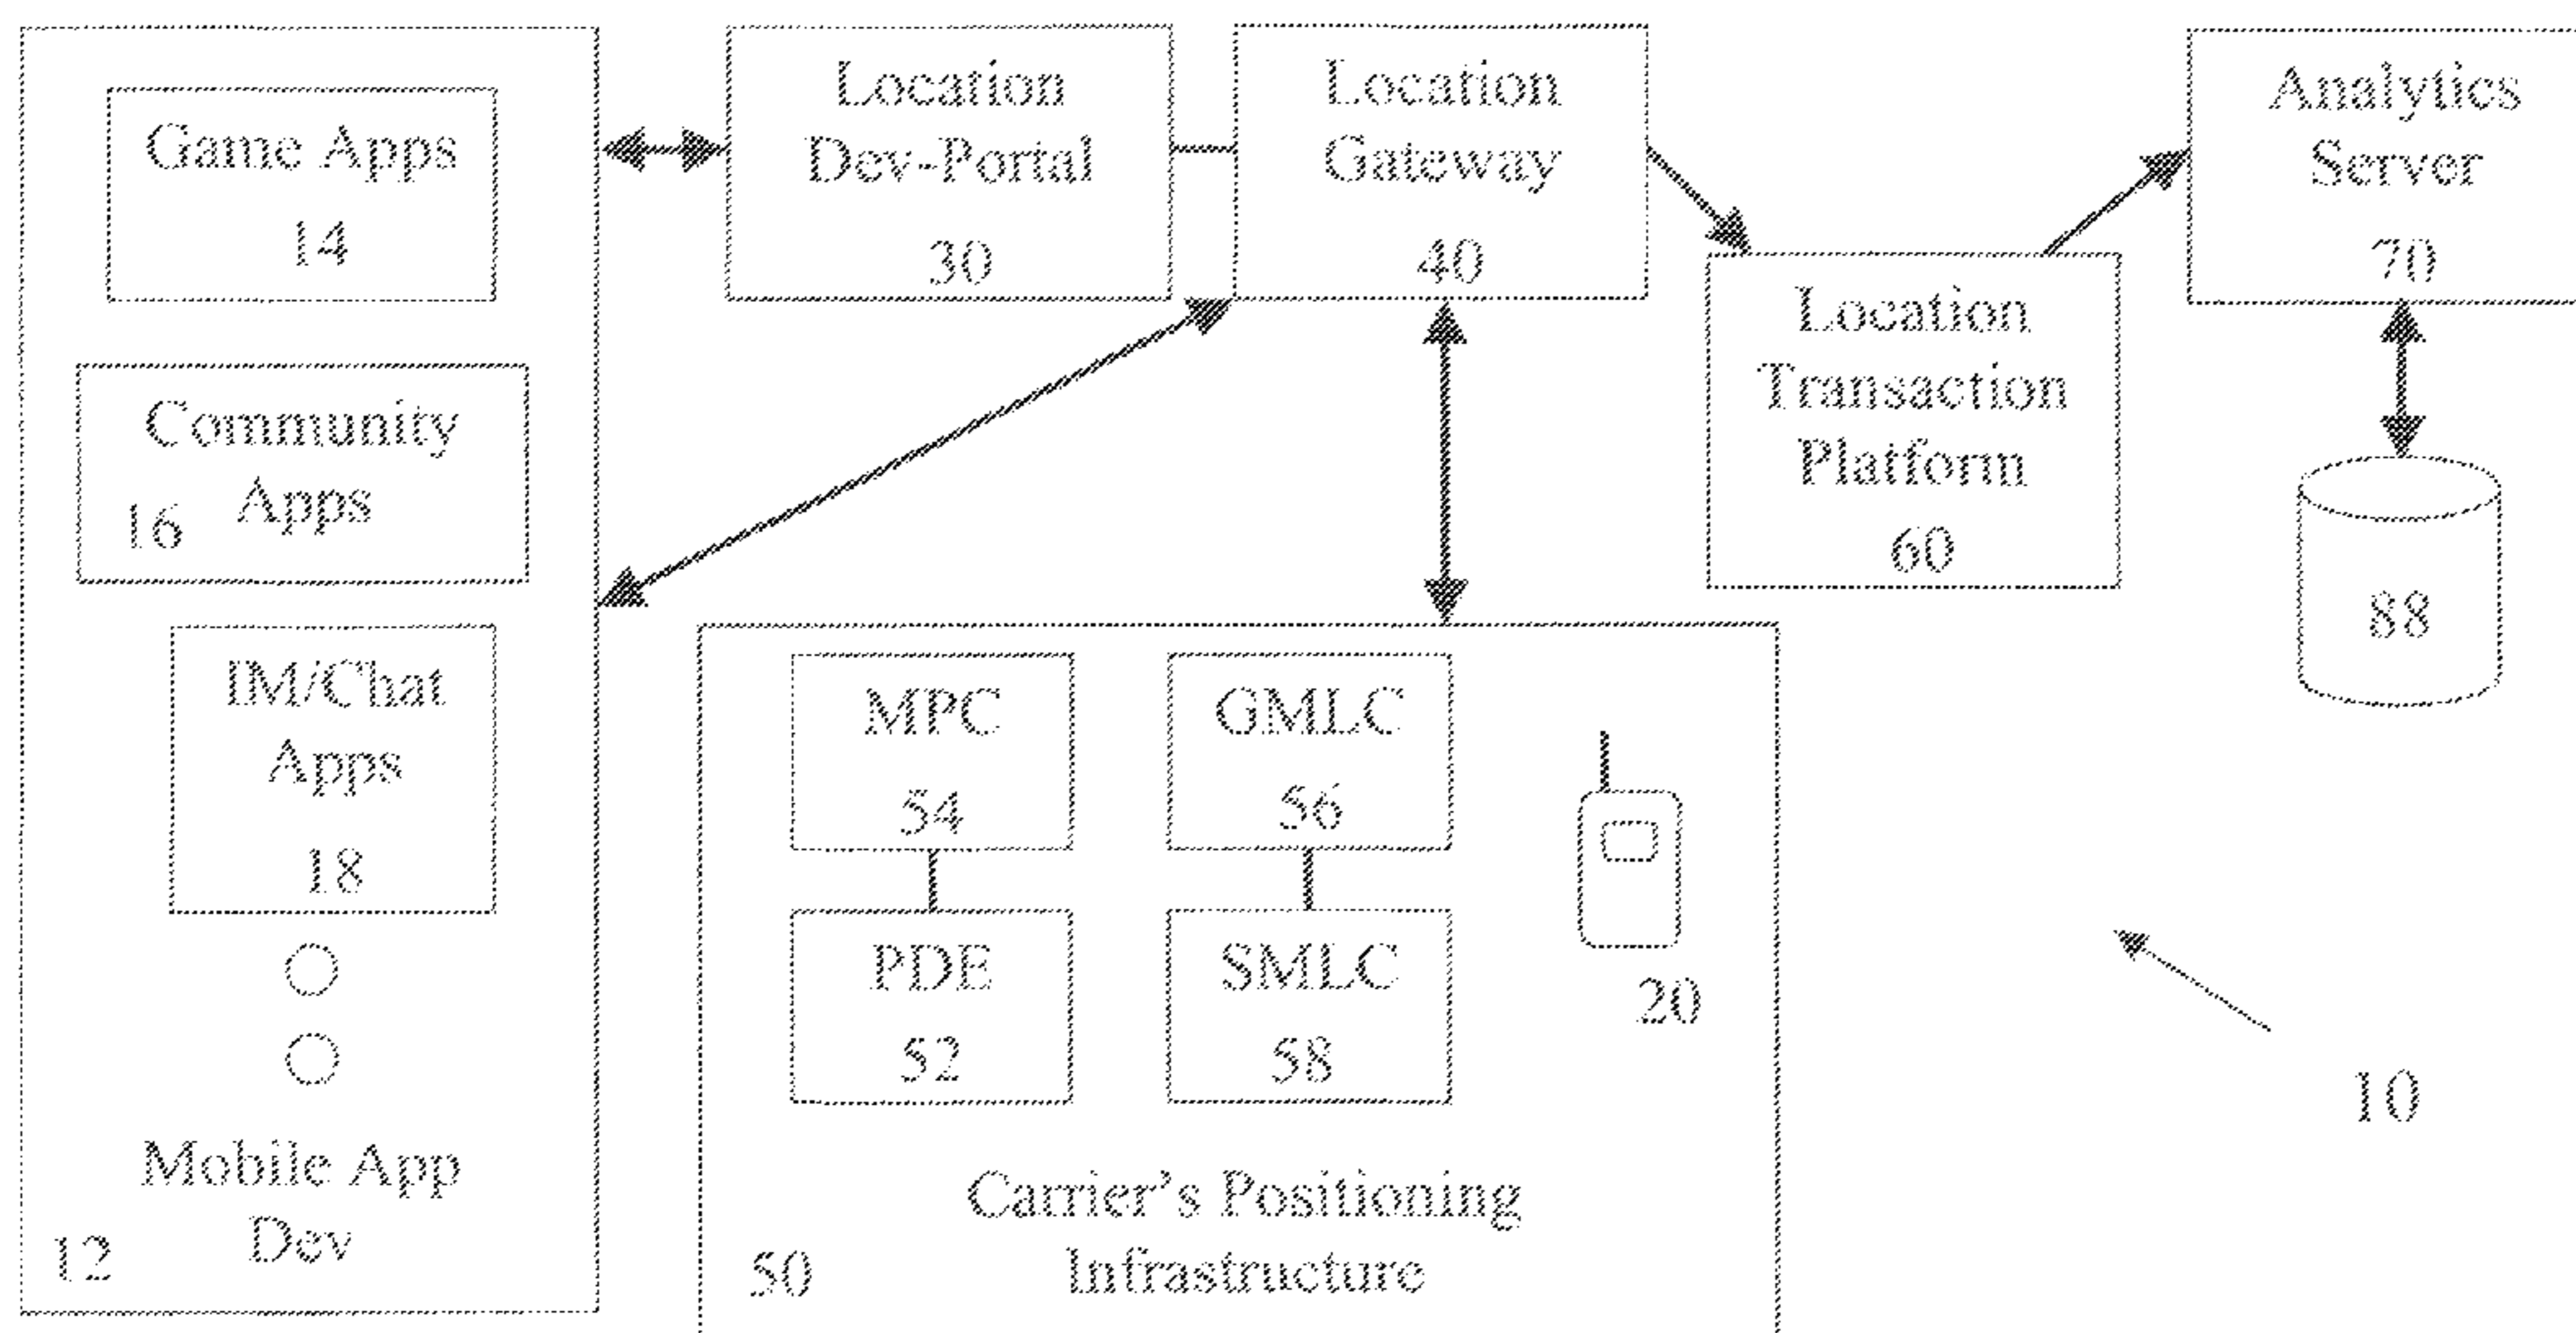 Game Apps
14
Community
Apps
16
IM/Chat
Apps
18
Mobile App
Dev
12
Location
Dev-Portal
30
Location
Gateway
40
Location
Transaction
Platform
60
Analytics
Server
70
88
MPC
54
GMLC
56
PDE
52
SMLC
58
20
Carrier's Positioning
Infrastructure
50
10